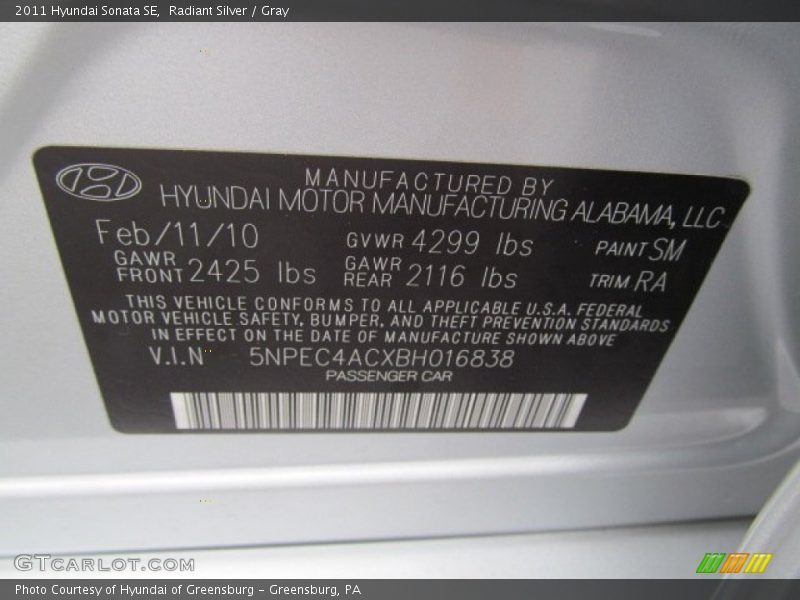 2011 Hyundai Sonata SE,  Radiant Silver / Gray
MANUFACTURED BY
HYUNDAI MOTOR MANUFACTURING ALABAMA, LLC
Feb/11/10 GVWR 4299 lbs PAINT SM
GAWR FRONT 2425 lbs GAWR REAR 2116 lbs TRIM RA
THIS VEHICLE CONFORMS TO ALL APPLICABLE U.S.A. FEDERAL
MOTOR VEHICLE SAFETY, BUMPER, AND THEFT PREVENTION STANDARDS
IN EFFECT ON THE DATE OF MANUFACTURE SHOWN ABOVE
V.I.N 5NPEC4ACXBH016838
PASSENGER CAR
GTCARLOT.COM
Photo Courtesy of Hyundai of Greensburg - Greensburg, PA